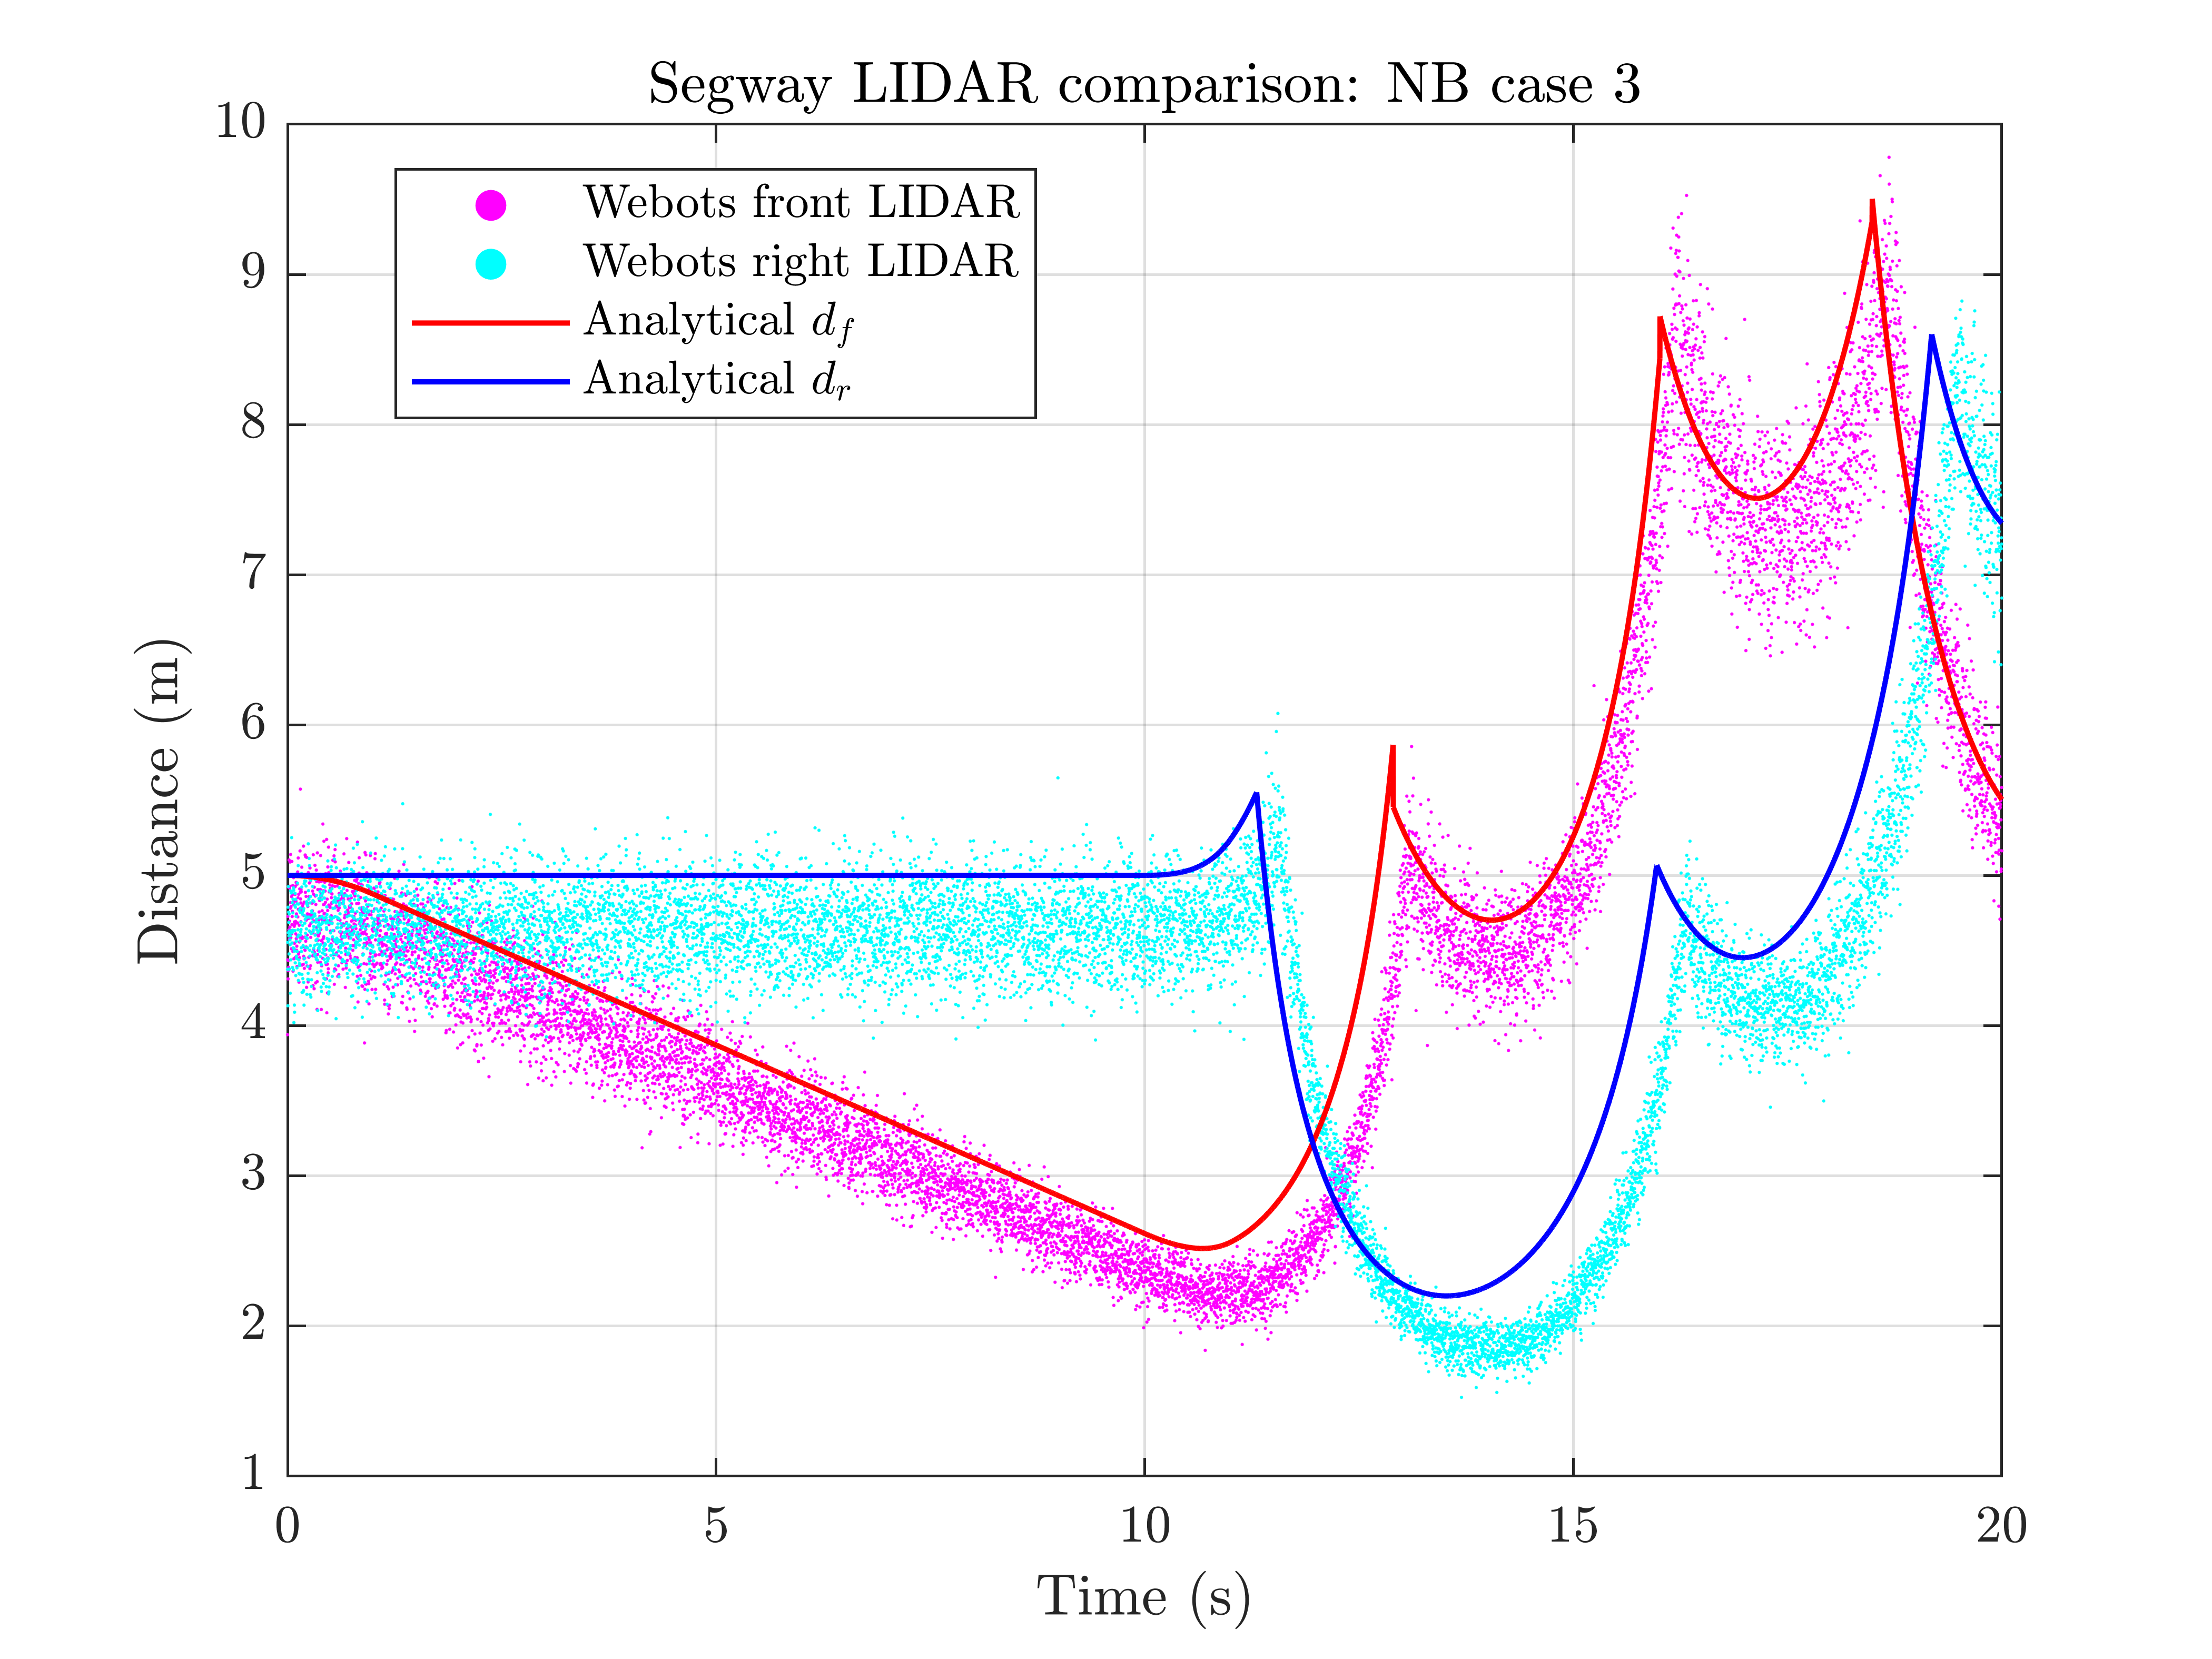 Segway LIDAR comparison: NB case 3
Webots front LIDAR
Webots right LIDAR
Analytical d_f
Analytical d_r
10
9
8
7
6
5
4
3
2
1
Distance (m)
0 5 10 15 20
Time (s)